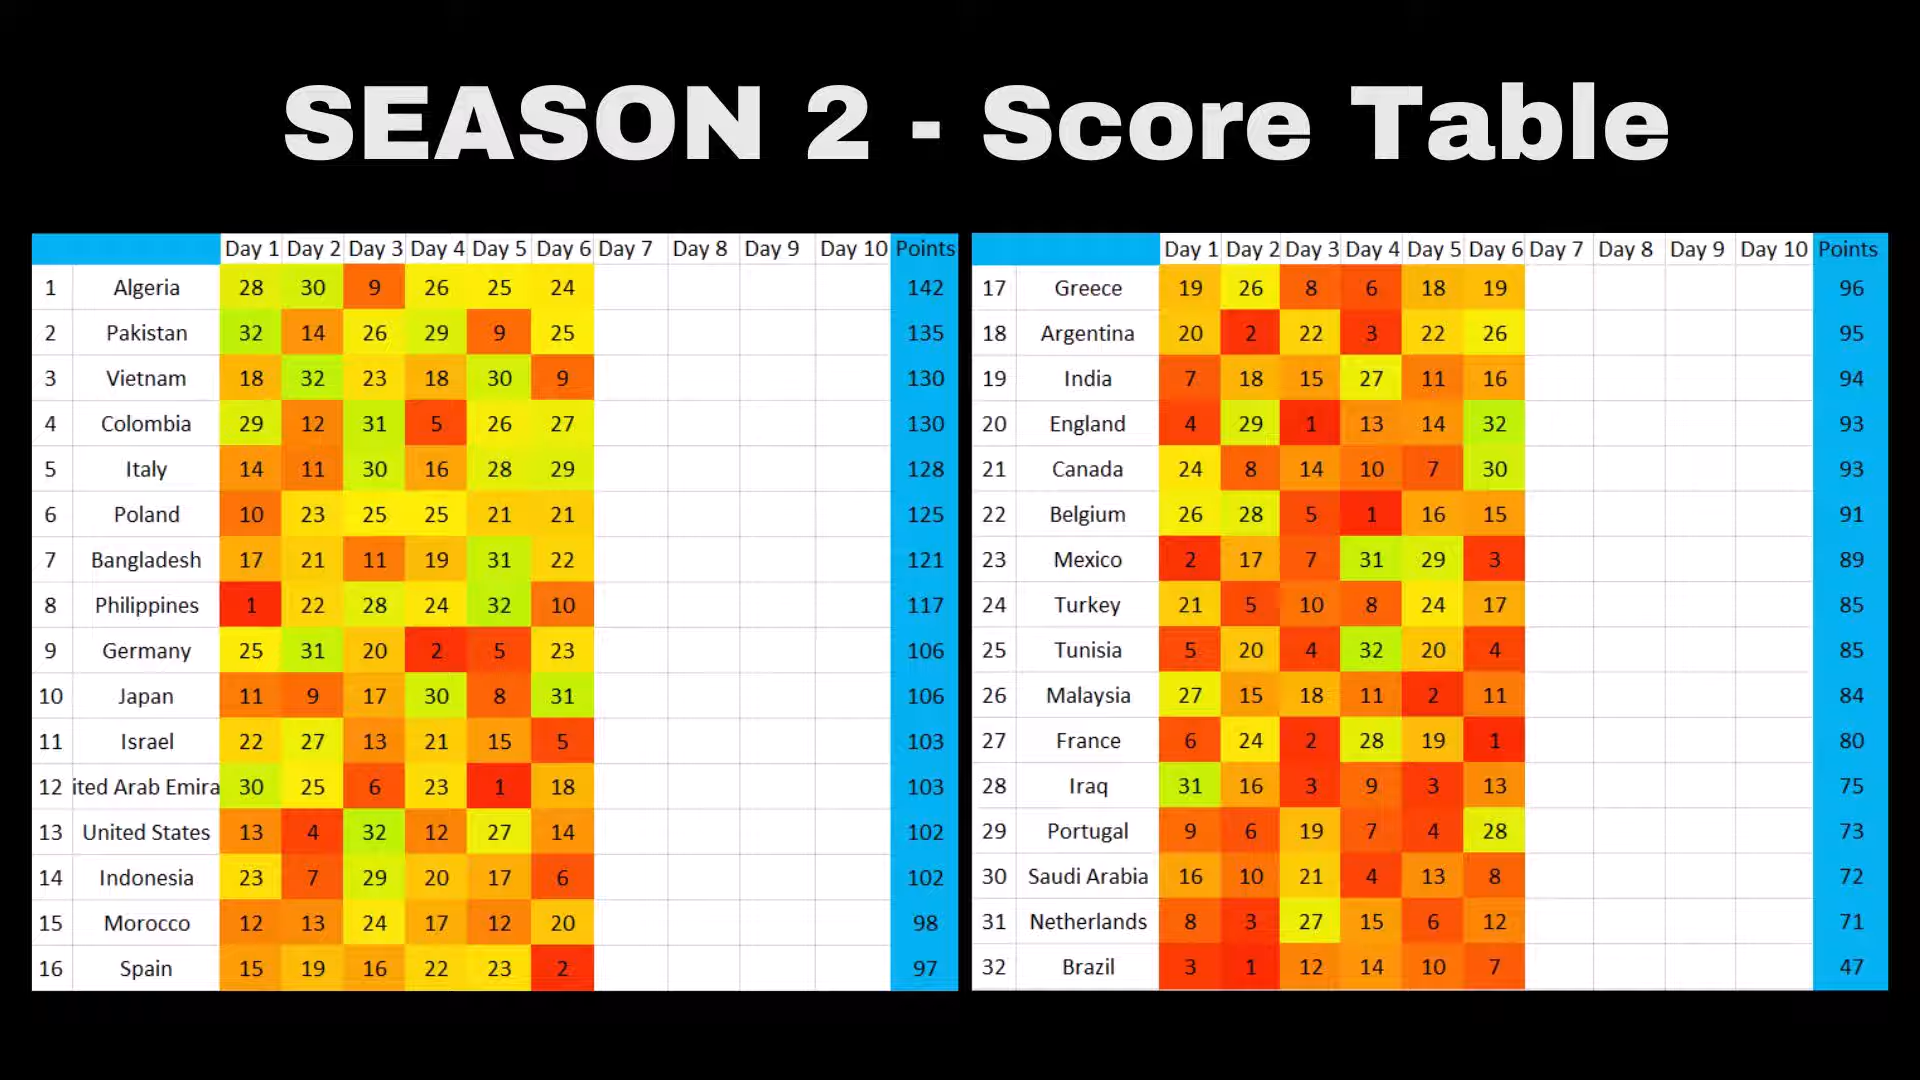 SEASON 2 - Score Table
Day 1 Day 2 Day 3 Day 4 Day 5 Day 6 Day 7 Day 8 Day 9 Day 10 Points
1 Algeria 28 30 9 26 25 24 142
2 Pakistan 32 14 26 29 9 25 135
3 Vietnam 18 32 23 18 30 9 130
4 Colombia 29 12 31 5 26 27 130
5 Italy 14 11 30 16 28 29 128
6 Poland 10 23 25 25 21 21 125
7 Bangladesh 17 21 11 19 31 22 121
8 Philippines 1 22 28 24 32 10 117
9 Germany 25 31 20 2 5 23 106
10 Japan 11 9 17 30 8 31 106
11 Israel 22 27 13 21 15 5 103
12 ited Arab Emira 30 25 6 23 1 18 103
13 United States 13 4 32 12 27 14 102
14 Indonesia 23 7 29 20 17 6 102
15 Morocco 12 13 24 17 12 20 98
16 Spain 15 19 16 22 23 2 97
Day 1 Day 2 Day 3 Day 4 Day 5 Day 6 Day 7 Day 8 Day 9 Day 10 Points
17 Greece 19 26 8 6 18 19 96
18 Argentina 20 2 22 3 22 26 95
19 India 7 18 15 27 11 16 94
20 England 4 29 1 13 14 32 93
21 Canada 24 8 14 10 7 30 93
22 Belgium 26 28 5 1 16 15 91
23 Mexico 2 17 7 31 29 3 89
24 Turkey 21 5 10 8 24 17 85
25 Tunisia 5 20 4 32 20 4 85
26 Malaysia 27 15 18 11 2 11 84
27 France 6 24 2 28 19 1 80
28 Iraq 31 16 3 9 3 13 75
29 Portugal 9 6 19 7 4 28 73
30 Saudi Arabia 16 10 21 4 13 8 72
31 Netherlands 8 3 27 15 6 12 71
32 Brazil 3 1 12 14 10 7 47